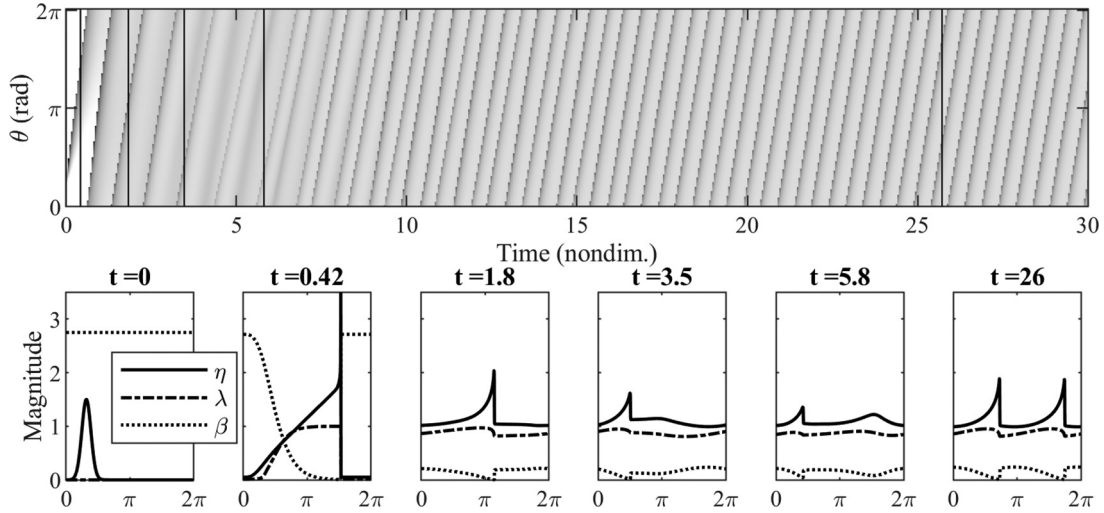 2π
π
0
θ (rad)
0 5 10 15 20 25 30
Time (nondim.)
t =0 t =0.42 t =1.8 t =3.5 t =5.8 t =26
3
2
1
0
Magnitude
η
λ
β
0 π 2π 0 π 2π 0 π 2π 0 π 2π 0 π 2π 0 π 2π